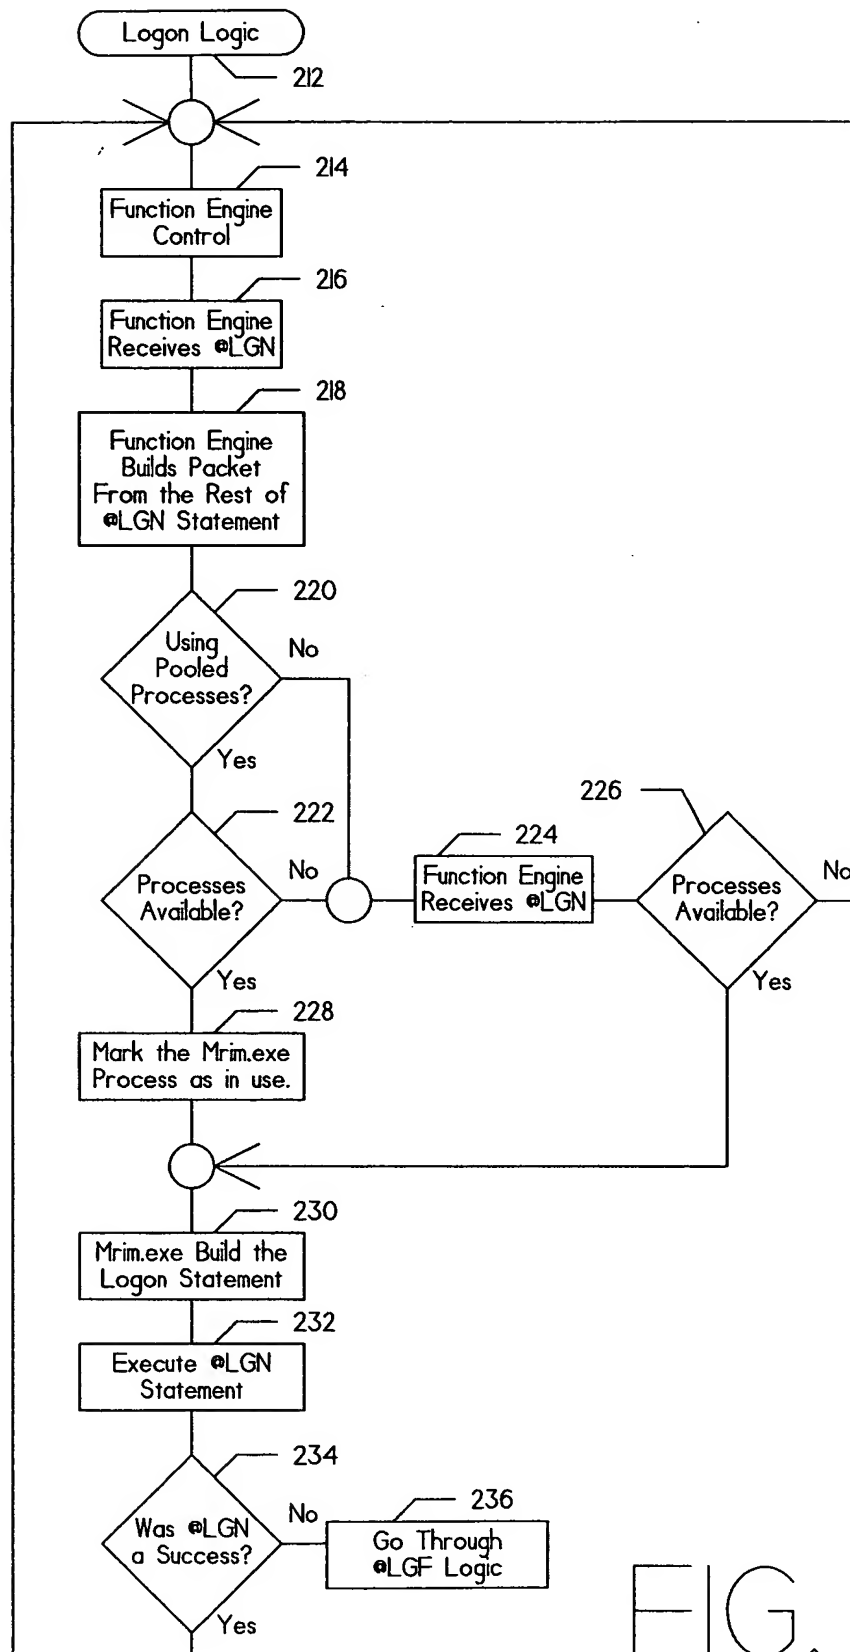 Logon Logic
212
214
Function Engine
Control
216
Function Engine
Receives @LGN
218
Function Engine
Builds Packet
From the Rest of
@LGN Statement
220
Using
Pooled
Processes?
No
Yes
222
Processes
Available?
No
Yes
224
Function Engine
Receives @LGN
226
Processes
Available?
No
Yes
228
Mark the Mrim.exe
Process as in use.
230
Mrim.exe Build the
Logon Statement
232
Execute @LGN
Statement
234
Was @LGN
a Success?
No
Yes
236
Go Through
@LGF Logic
FIG.